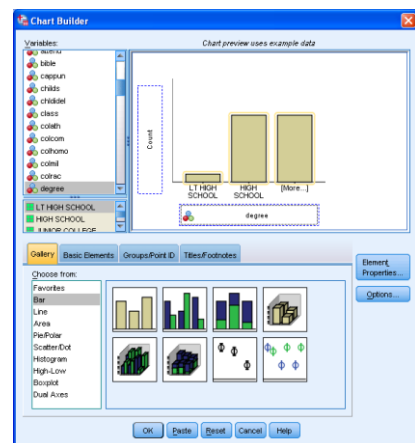 Chart Builder
Variables:
Chart preview uses example data
attend
bible
cappun
childs
chldidel
class
colath
colcom
colhomo
colmil
colrac
degree
LT HIGH SCHOOL
HIGH SCHOOL
JUNIOR COLLEGE
Count
LT HIGH SCHOOL
HIGH SCHOOL
[More...]
degree
Gallery
Basic Elements
Groups/Point ID
Titles/Footnotes
Element Properties...
Options...
Choose from:
Favorites
Bar
Line
Area
Pie/Polar
Scatter/Dot
Histogram
High-Low
Boxplot
Dual Axes
OK
Paste
Reset
Cancel
Help